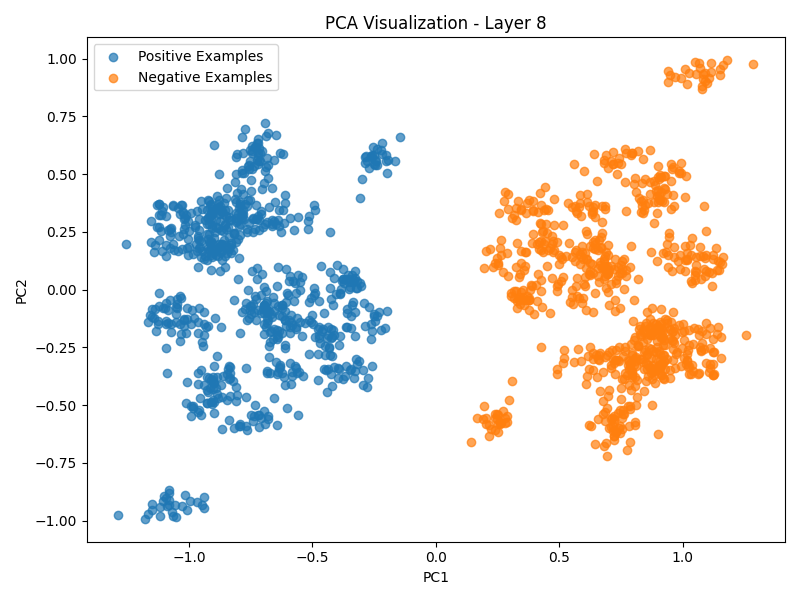 PCA Visualization - Layer 8
Positive Examples
Negative Examples
1.00
0.75
0.50
0.25
0.00
−0.25
−0.50
−0.75
−1.00
PC2
−1.0
−0.5
0.0
0.5
1.0
PC1